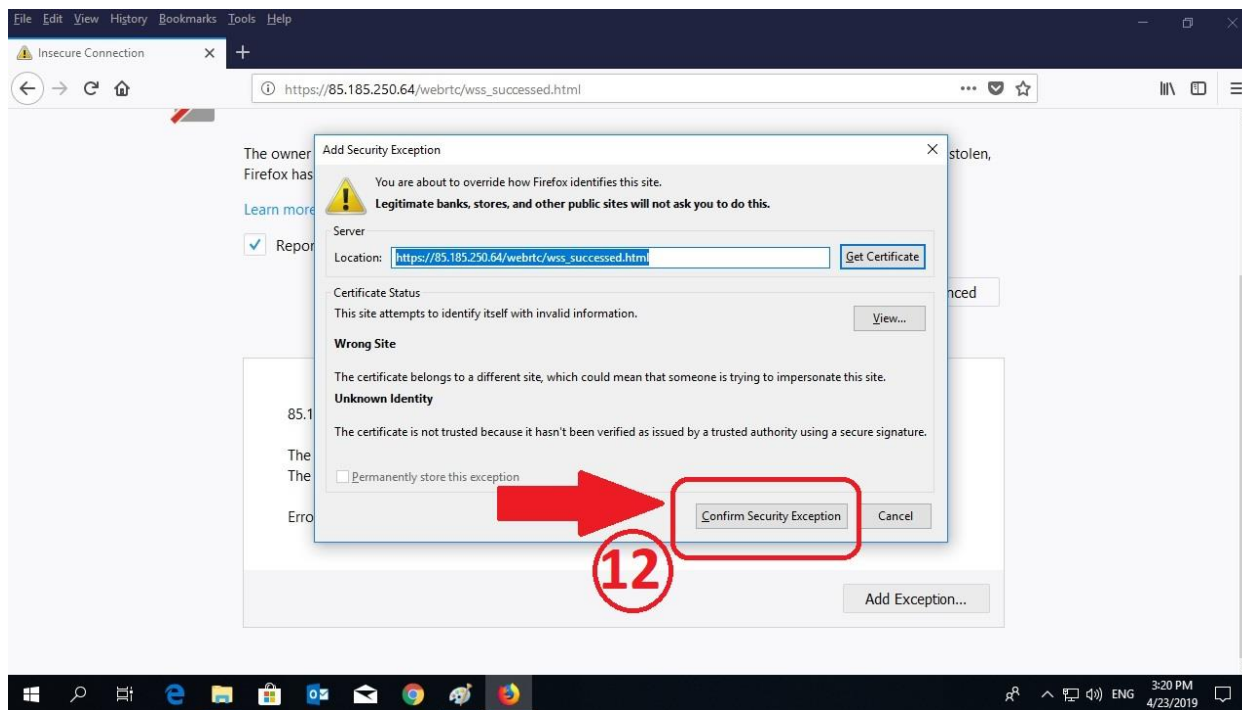 File Edit View History Bookmarks Tools Help
Insecure Connection
https://85.185.250.64/webrtc/wss_successed.html
The owner
stolen,
Firefox has
Learn more
Repor
nced
85.1
The
The
Erro
Add Exception...
Add Security Exception
You are about to override how Firefox identifies this site.
Legitimate banks, stores, and other public sites will not ask you to do this.
Server
Location: https://85.185.250.64/webrtc/wss_successed.html Get Certificate
Certificate Status
This site attempts to identify itself with invalid information.
View...
Wrong Site
The certificate belongs to a different site, which could mean that someone is trying to impersonate this site.
Unknown Identity
The certificate is not trusted because it hasn't been verified as issued by a trusted authority using a secure signature.
Permanently store this exception
Confirm Security Exception Cancel
12
ENG
3:20 PM
4/23/2019